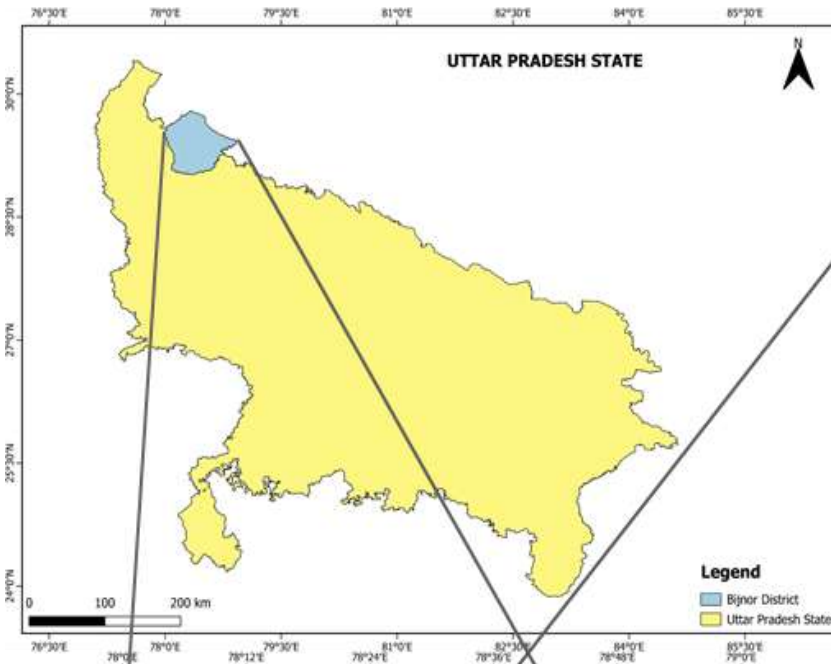 76°30'E 78°0'E 79°30'E 81°0'E 82°30'E 84°0'E 85°30'E
UTTAR PRADESH STATE
N
30°0'N
28°30'N
27°0'N
25°30'N
24°0'N
Legend
Bijnor District
Uttar Pradesh State
0 100 200 km
76°30'E 78°0'E 79°30'E 81°0'E 82°30'E 84°0'E 85°30'E
78°0'E 78°12'E 78°24'E 78°36'E 78°48'E 79°0'E